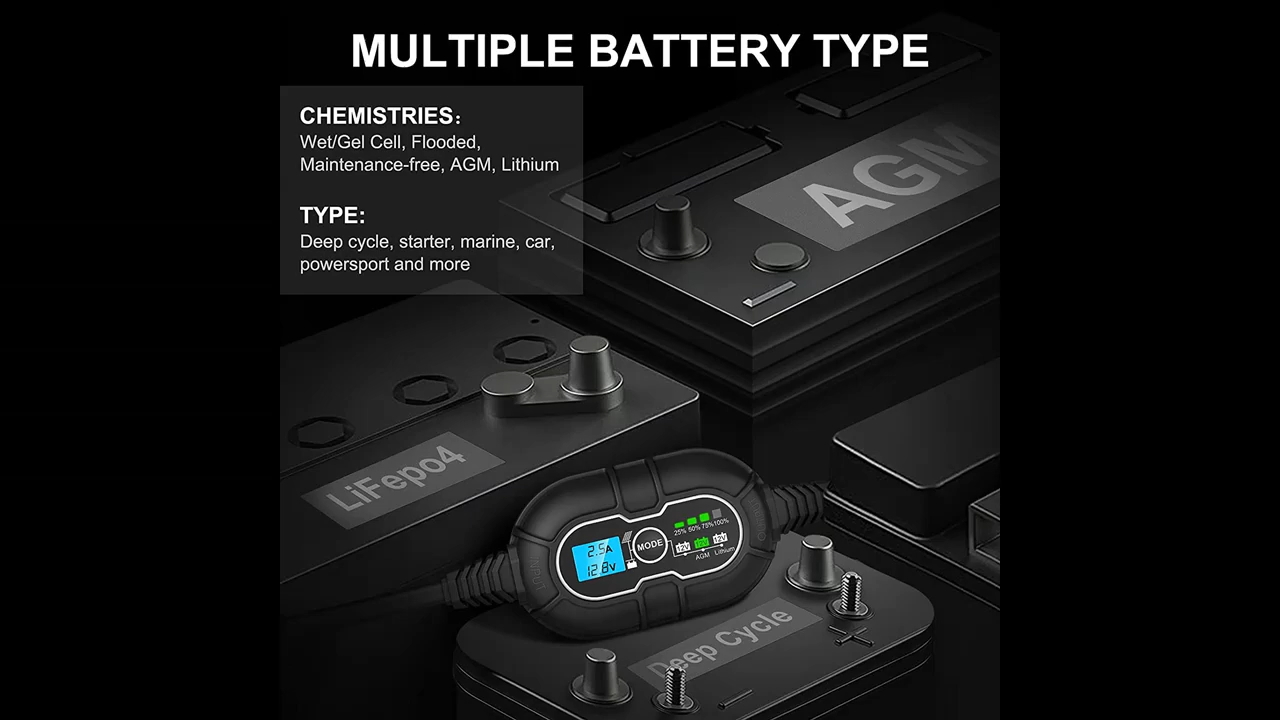 MULTIPLE BATTERY TYPE
CHEMISTRIES:
Wet/Gel Cell, Flooded,
Maintenance-free, AGM, Lithium
TYPE:
Deep cycle, starter, marine, car,
powersport and more
AGM
LiFepo4
2.5A
12.8v
MODE
25% 50% 75% 100%
12V 12V 12V
AGM Lithium
INPUT
Deep Cycle